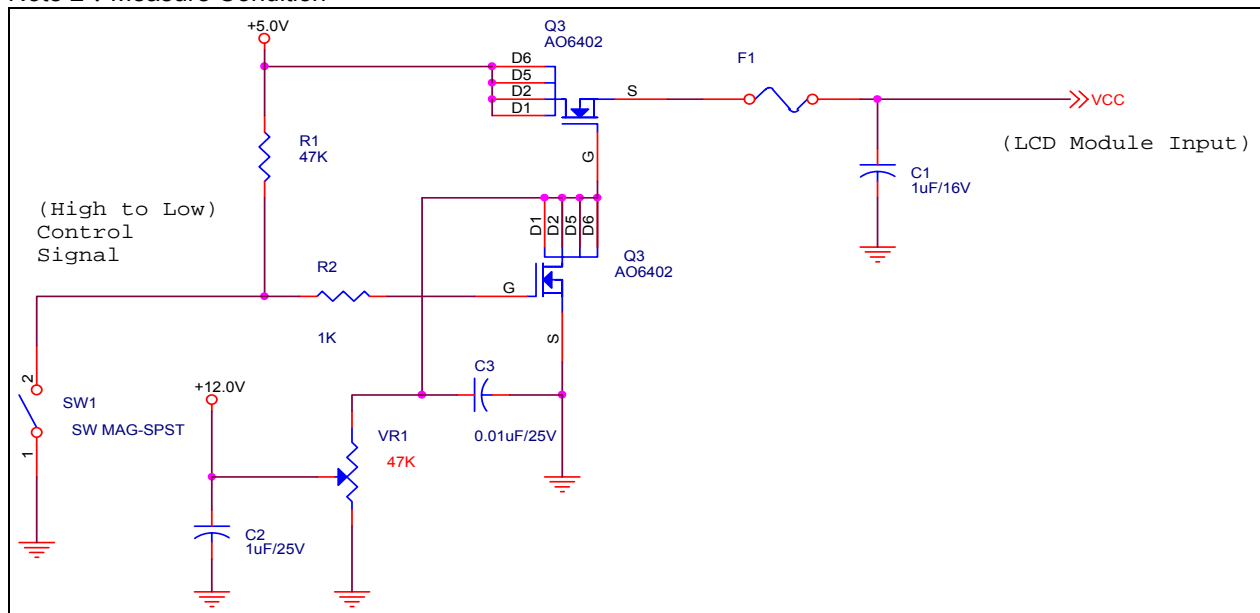 Note 2 : Measure Condition
+5.0V
Q3
AO6402
F1
D6
D5
D2
D1
S
VCC
(LCD Module Input)
R1
47K
G
C1
1uF/16V
(High to Low)
Control
Signal
D1
D2
D5
D6
Q3
AO6402
R2
G
1K
S
C3
2
+12.0V
SW1
SW MAG-SPST
VR1
0.01uF/25V
47K
1
C2
1uF/25V